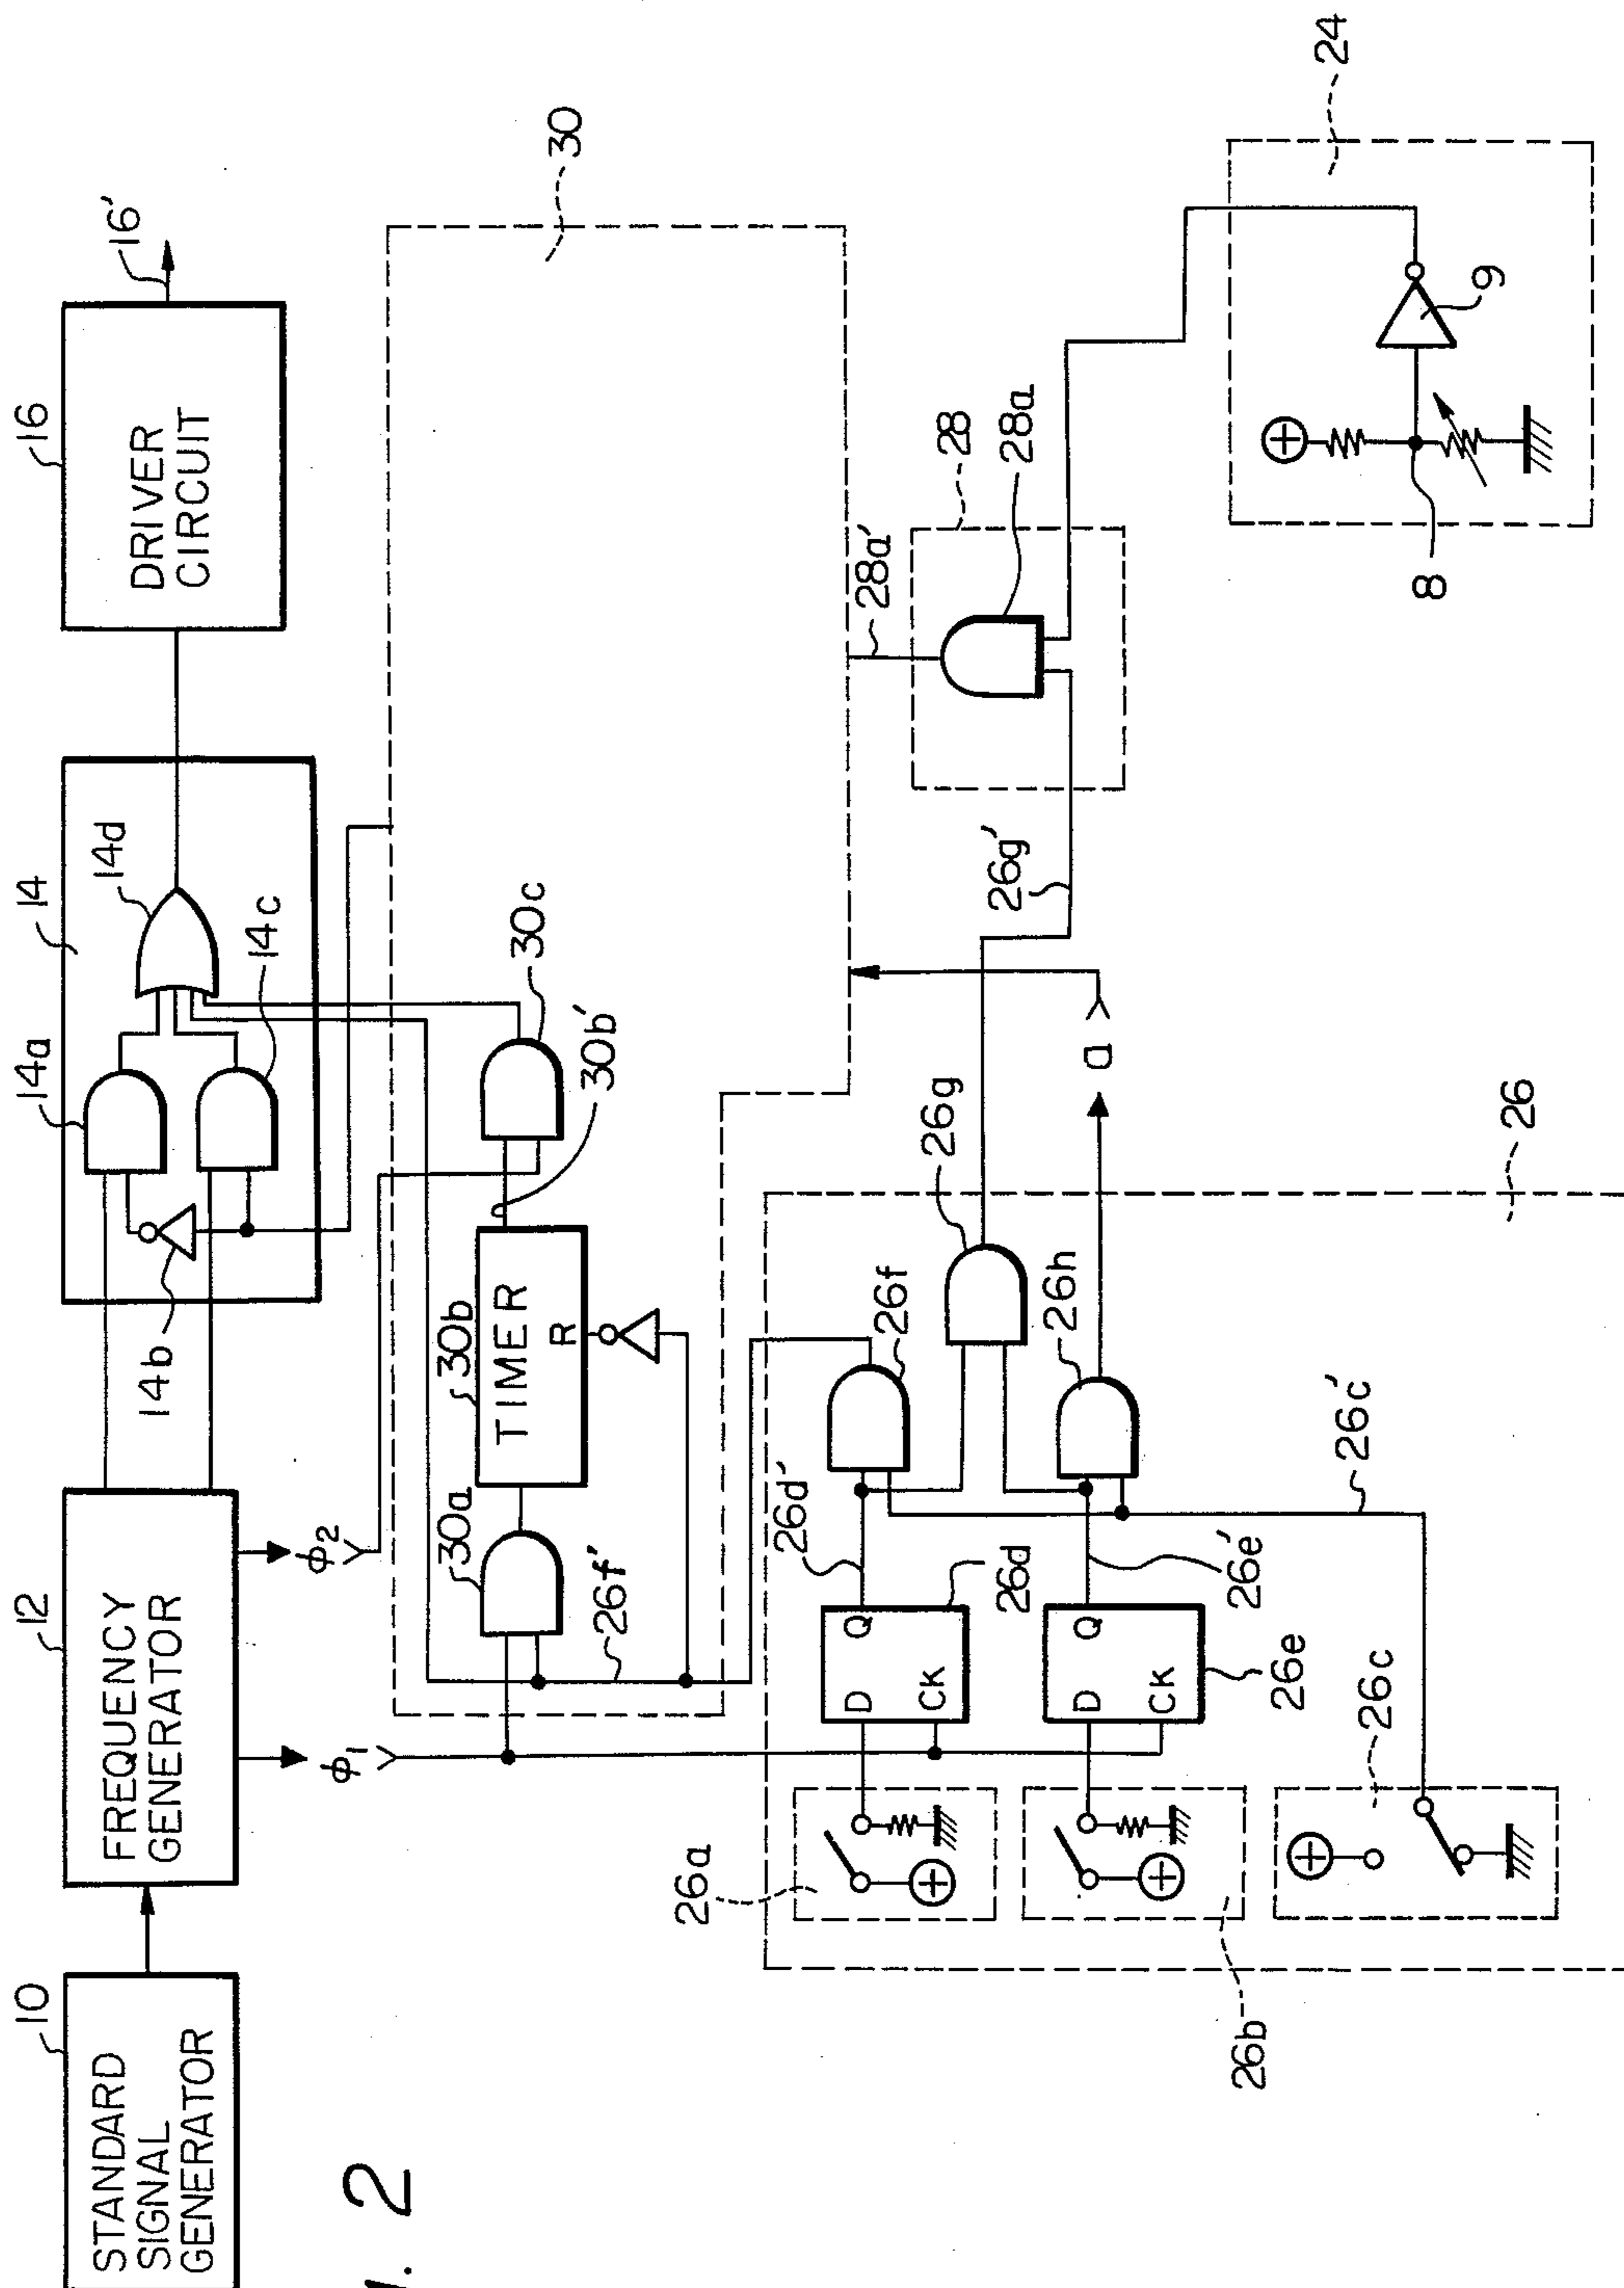 10
STANDARD
SIGNAL
GENERATOR
12
FREQUENCY
GENERATOR
14
14a
14b
14c
14d
16
DRIVER
CIRCUIT
16'
φ1
φ2
30
30a
30b
TIMER
R
30b'
30c
26f'
26a
26b
26c
26d
D
Q
CK
26d'
26e
D
Q
CK
26e'
26c'
26f
26g
26h
26
a
26g'
28
28a
28a'
24
8
9
2